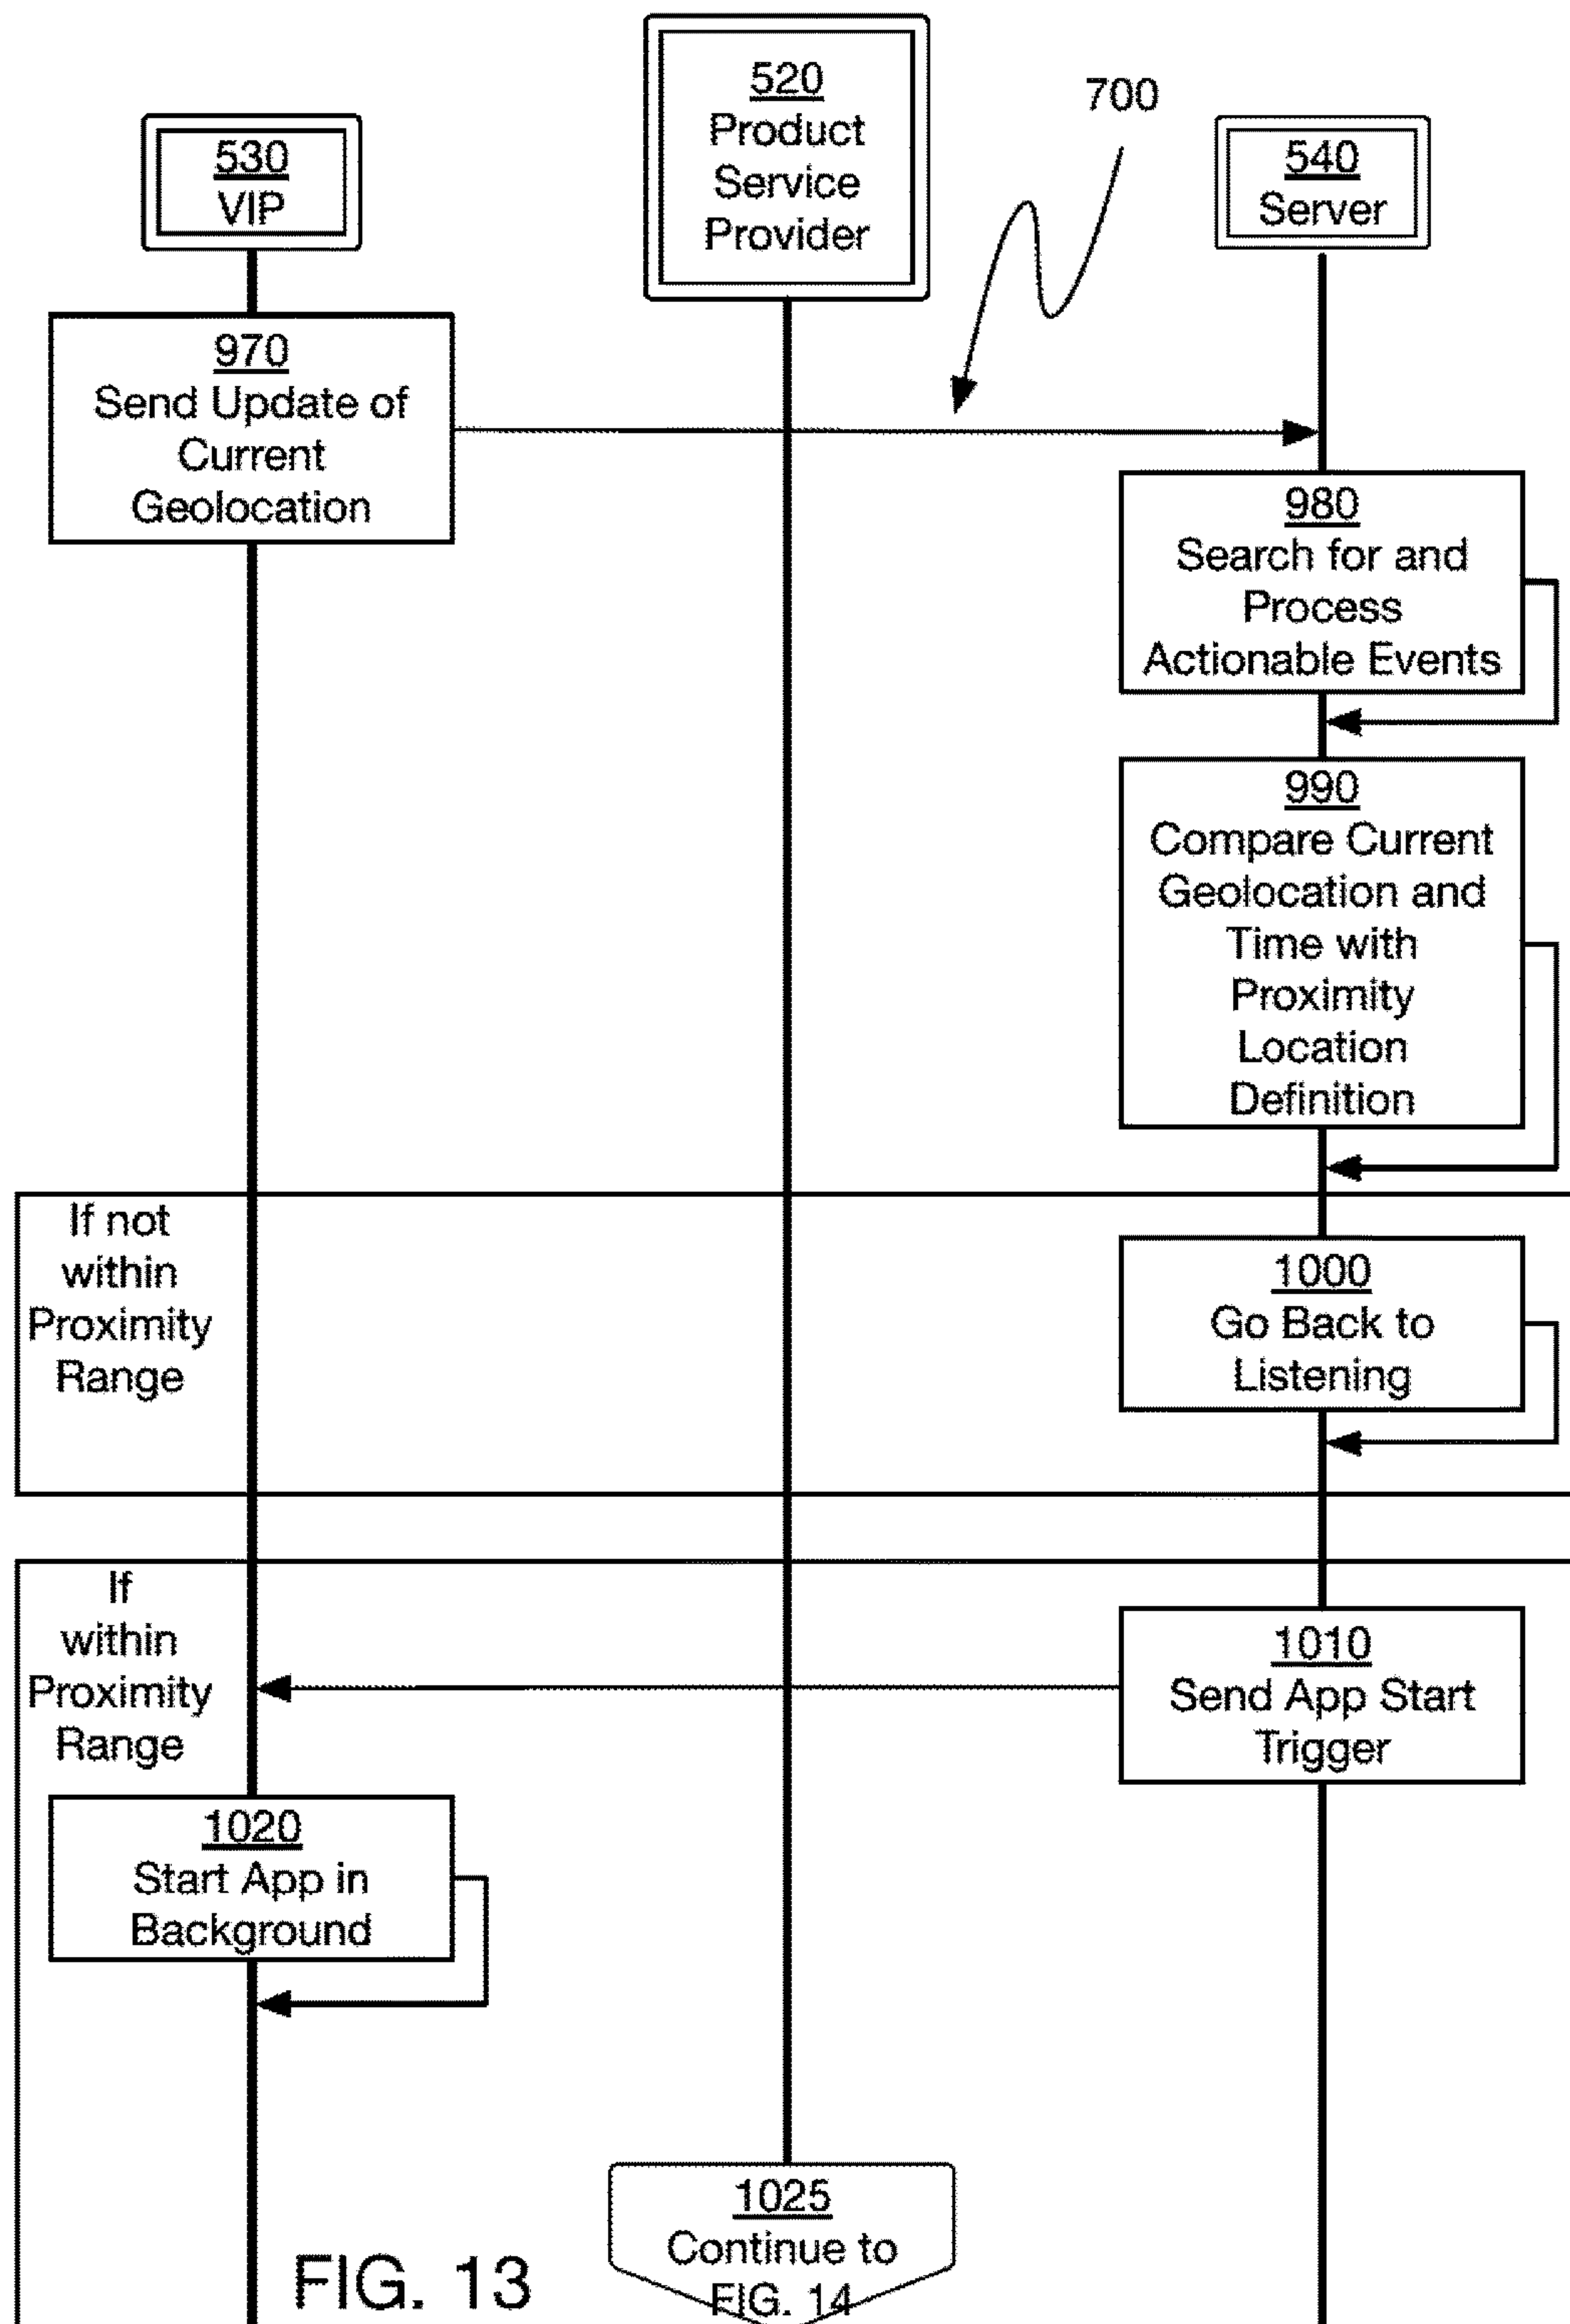 530
VIP
520
Product
Service
Provider
700
540
Server
970
Send Update of
Current
Geolocation
980
Search for and
Process
Actionable Events
990
Compare Current
Geolocation and
Time with
Proximity
Location
Definition
If not
within
Proximity
Range
1000
Go Back to
Listening
If
within
Proximity
Range
1010
Send App Start
Trigger
1020
Start App in
Background
1025
Continue to
FIG. 14
FIG. 13